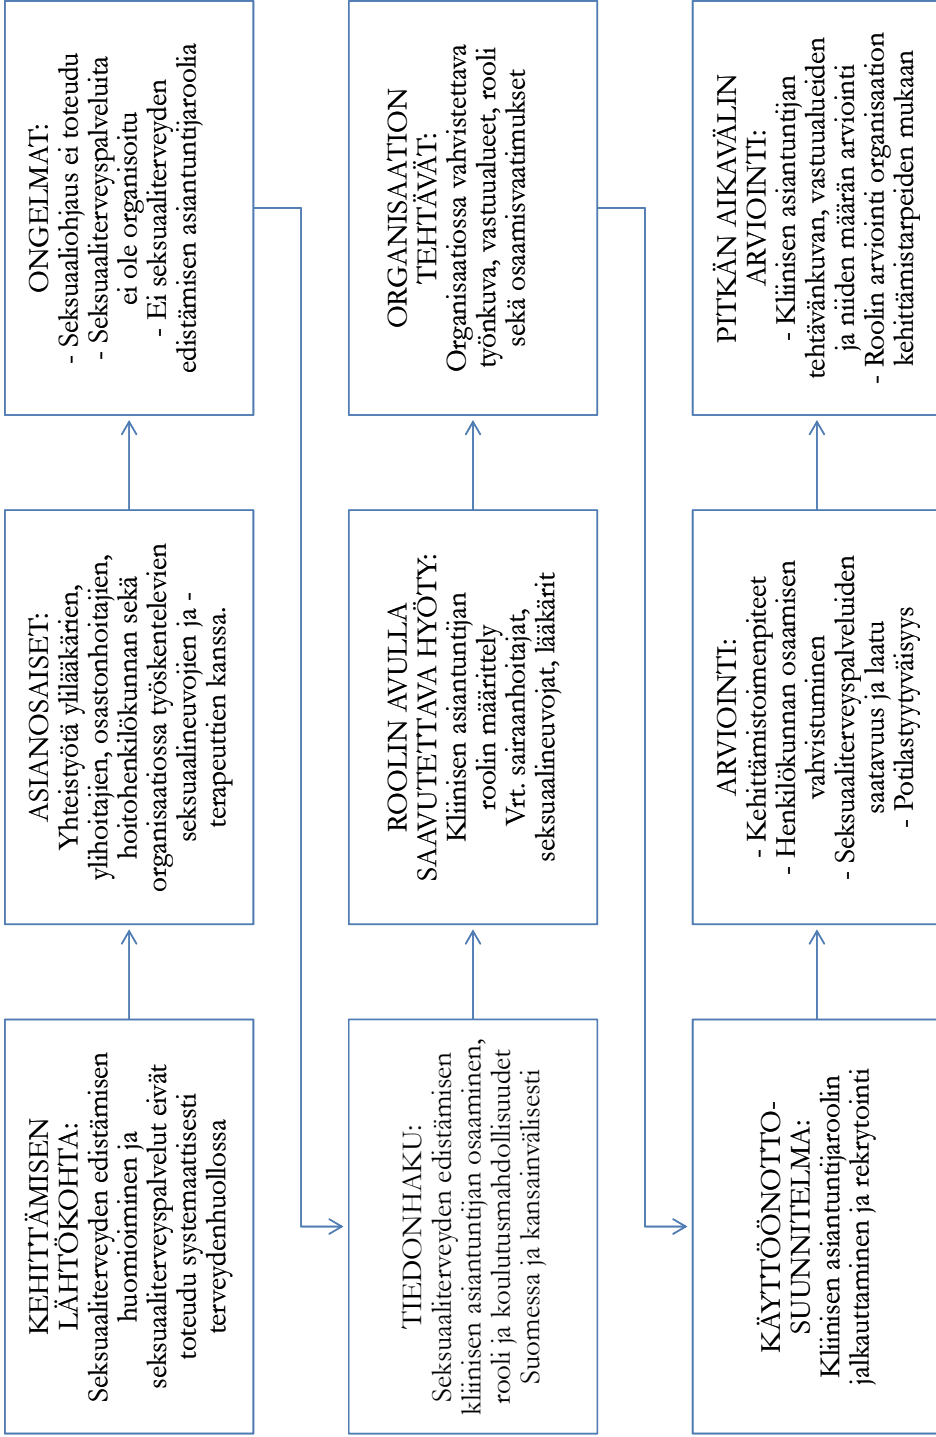 KEHITTÄMISEN
LÄHTÖKOHTA:
Seksuaaliterveyden edistämisen
huomioiminen ja
seksuaaliterveyspalvelut eivät
toteudu systemaattisesti
terveydenhuollossa
ASIANOSAISET:
Yhteistyötä ylilääkärien,
ylihoitajien, osastonhoitajien,
hoitohenkilökunnan sekä
organisaatiossa työskentelevien
seksuaalineuvojien ja -
terapeuttien kanssa.
ONGELMAT:
- Seksuaaliohjaus ei toteudu
- Seksuaaliterveyspalveluita
ei ole organisoitu
- Ei seksuaaliterveyden
edistämisen asiantuntijaroolia
TIEDONHAKU:
Seksuaaliterveyden edistämisen
kliinisen asiantuntijan osaaminen,
rooli ja koulutusmahdollisuudet
Suomessa ja kansainvälisesti
ROOLIN AVULLA
SAAVUTETTAVA HYÖTY:
Kliinisen asiantuntijan
roolin määrittely
Vrt. sairaanhoitajat,
seksuaalineuvojat, lääkärit
ORGANISAATION
TEHTÄVÄT:
Organisaatiossa vahvistettava
työnkuva, vastuualueet, rooli
sekä osaamisvaatimukset
KÄYTTÖÖNOTTO-
SUUNNITELMA:
Kliinisen asiantuntijaroolin
jalkauttaminen ja rekrytointi
ARVIOINTI:
- Kehittämistoimenpiteet
- Henkilökunnan osaamisen
vahvistuminen
- Seksuaaliterveyspalveluiden
saatavuus ja laatu
- Potilastyytyväisyys
PITKÄN AIKAVÄLIN
ARVIOINTI:
- Kliinisen asiantuntijan
tehtävänkuvan, vastuualueiden
ja niiden määrän arviointi
- Roolin arviointi organisaation
kehittämistarpeiden mukaan